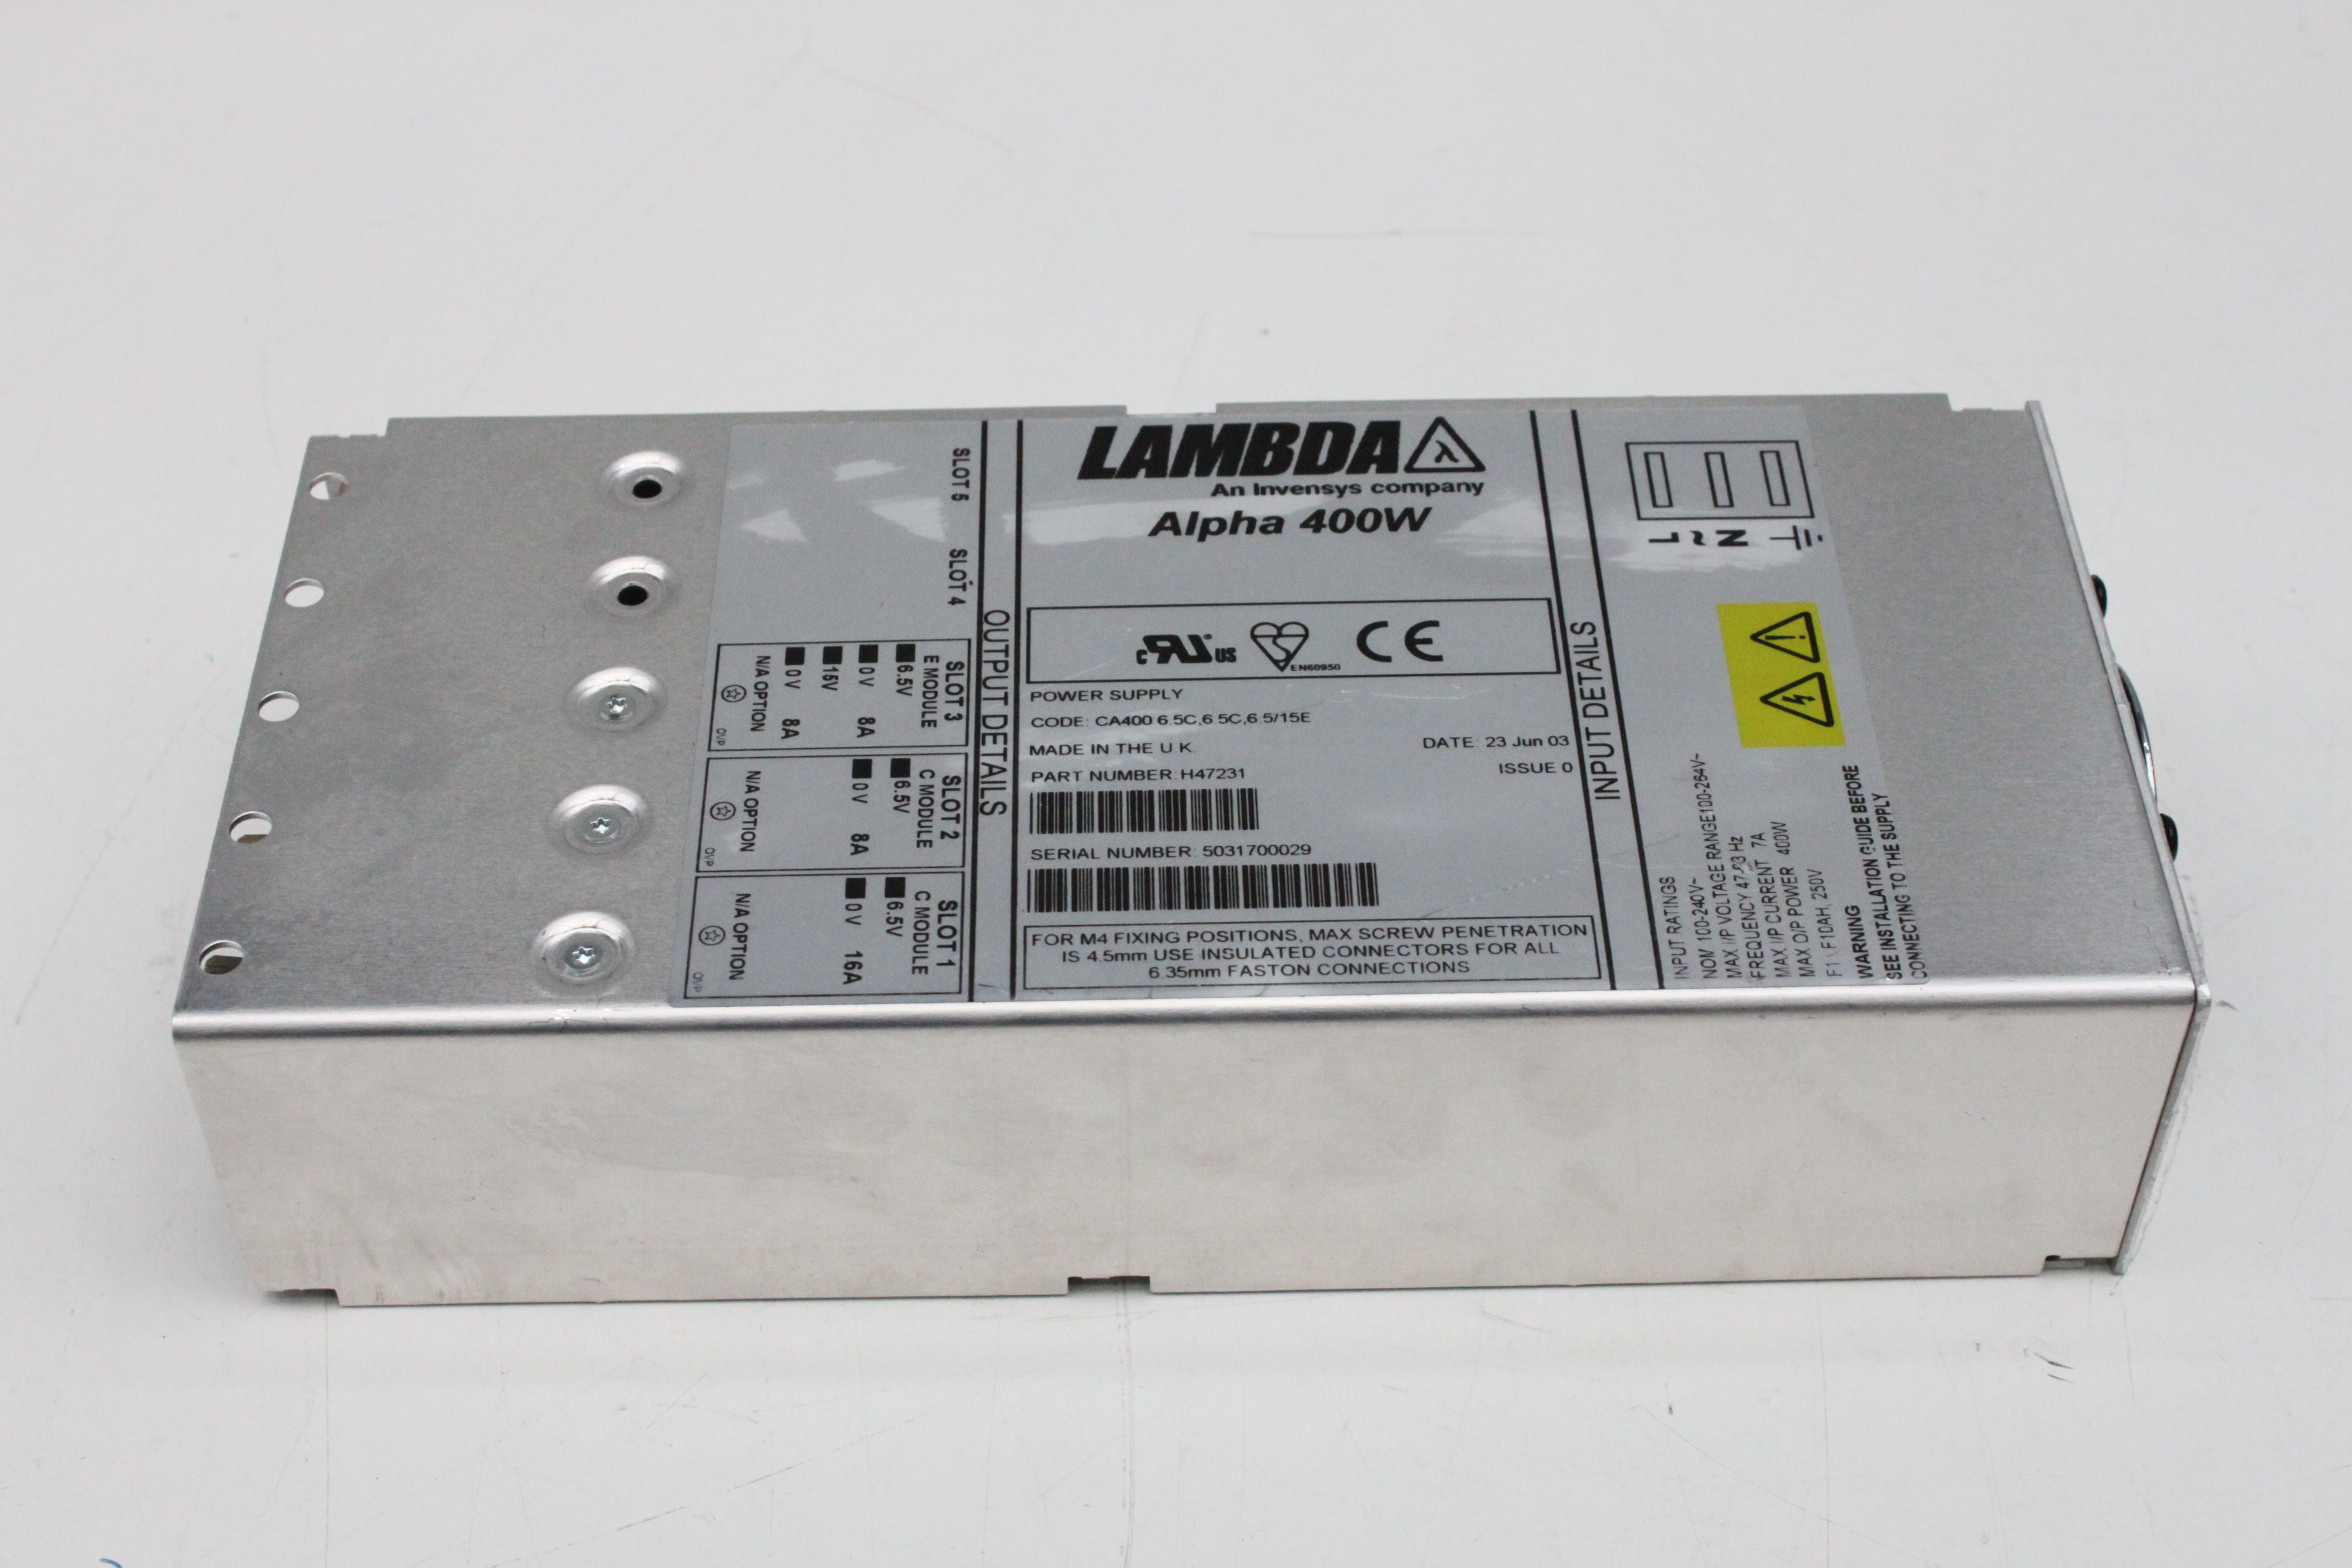 LAMBDA
An Invensys company
Alpha 400W
c RU US
EN60950
CE
POWER SUPPLY
CODE: CA400 6.5C,6.5C,6.5/15E
MADE IN THE U K
DATE: 23 Jun 03
PART NUMBER: H47231
ISSUE 0
SERIAL NUMBER: 5031700029
FOR M4 FIXING POSITIONS, MAX SCREW PENETRATION
IS 4.5mm USE INSULATED CONNECTORS FOR ALL
6.35mm FASTON CONNECTIONS
OUTPUT DETAILS
SLOT 5
SLOT 4
SLOT 3
E MODULE
6.5V
0V 8A
15V
0V 8A
N/A OPTION
OVP
SLOT 2
C MODULE
6.5V
0V 8A
N/A OPTION
OVP
SLOT 1
C MODULE
6.5V
0V 16A
N/A OPTION
OVP
INPUT DETAILS
L ~ N
INPUT RATINGS
NOM 100-240V~
MAX I/P VOLTAGE RANGE100-264V~
FREQUENCY 47-63 Hz
MAX I/P CURRENT 7A
MAX O/P POWER 400W
F1 \ F10AH, 250V
WARNING
SEE INSTALLATION GUIDE BEFORE
CONNECTING TO THE SUPPLY